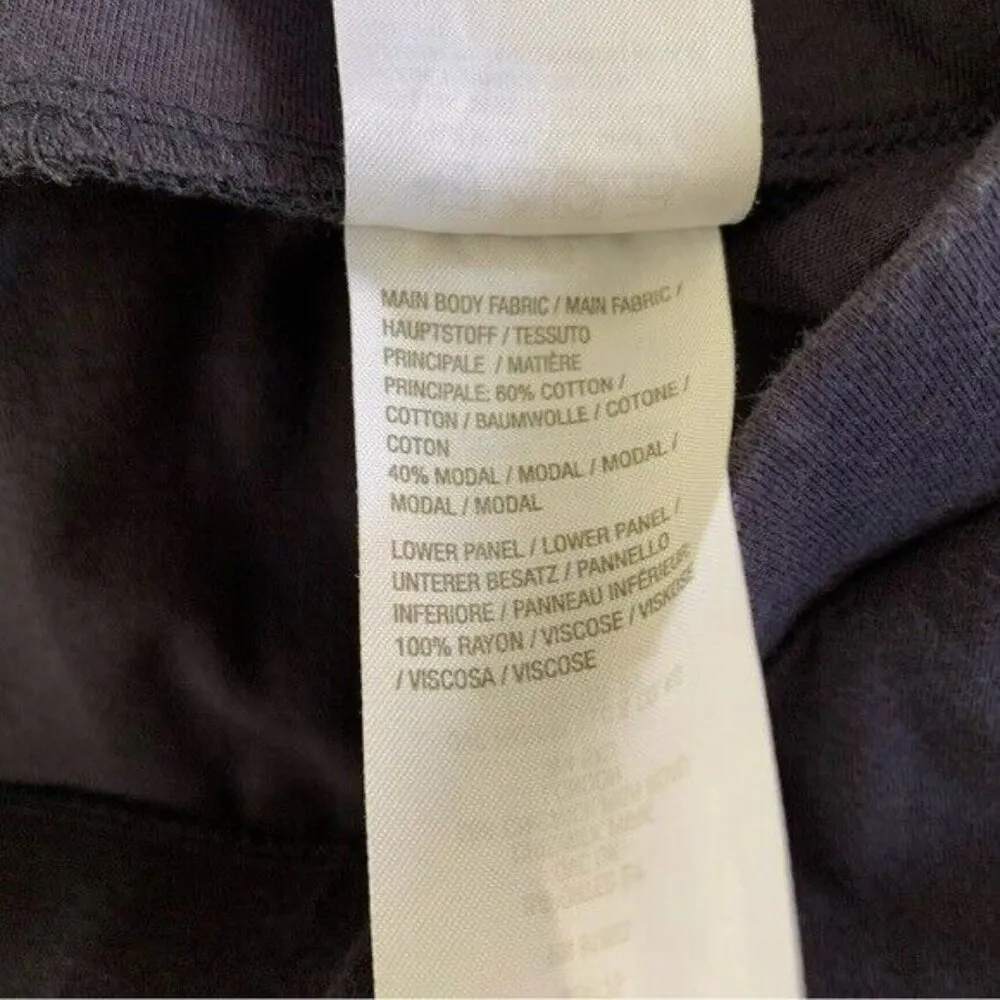 MAIN BODY FABRIC / MAIN FABRIC /
HAUPTSTOFF / TESSUTO
PRINCIPALE / MATIÈRE
PRINCIPALE: 60% COTTON /
COTTON / BAUMWOLLE / COTONE /
COTON
40% MODAL / MODAL / MODAL /
MODAL / MODAL
LOWER PANEL / LOWER PANEL /
UNTERER BESATZ / PANNELLO
INFERIORE / PANNEAU INFÉRIEUR
100% RAYON / VISCOSE / VISKOSE
/ VISCOSA / VISCOSE